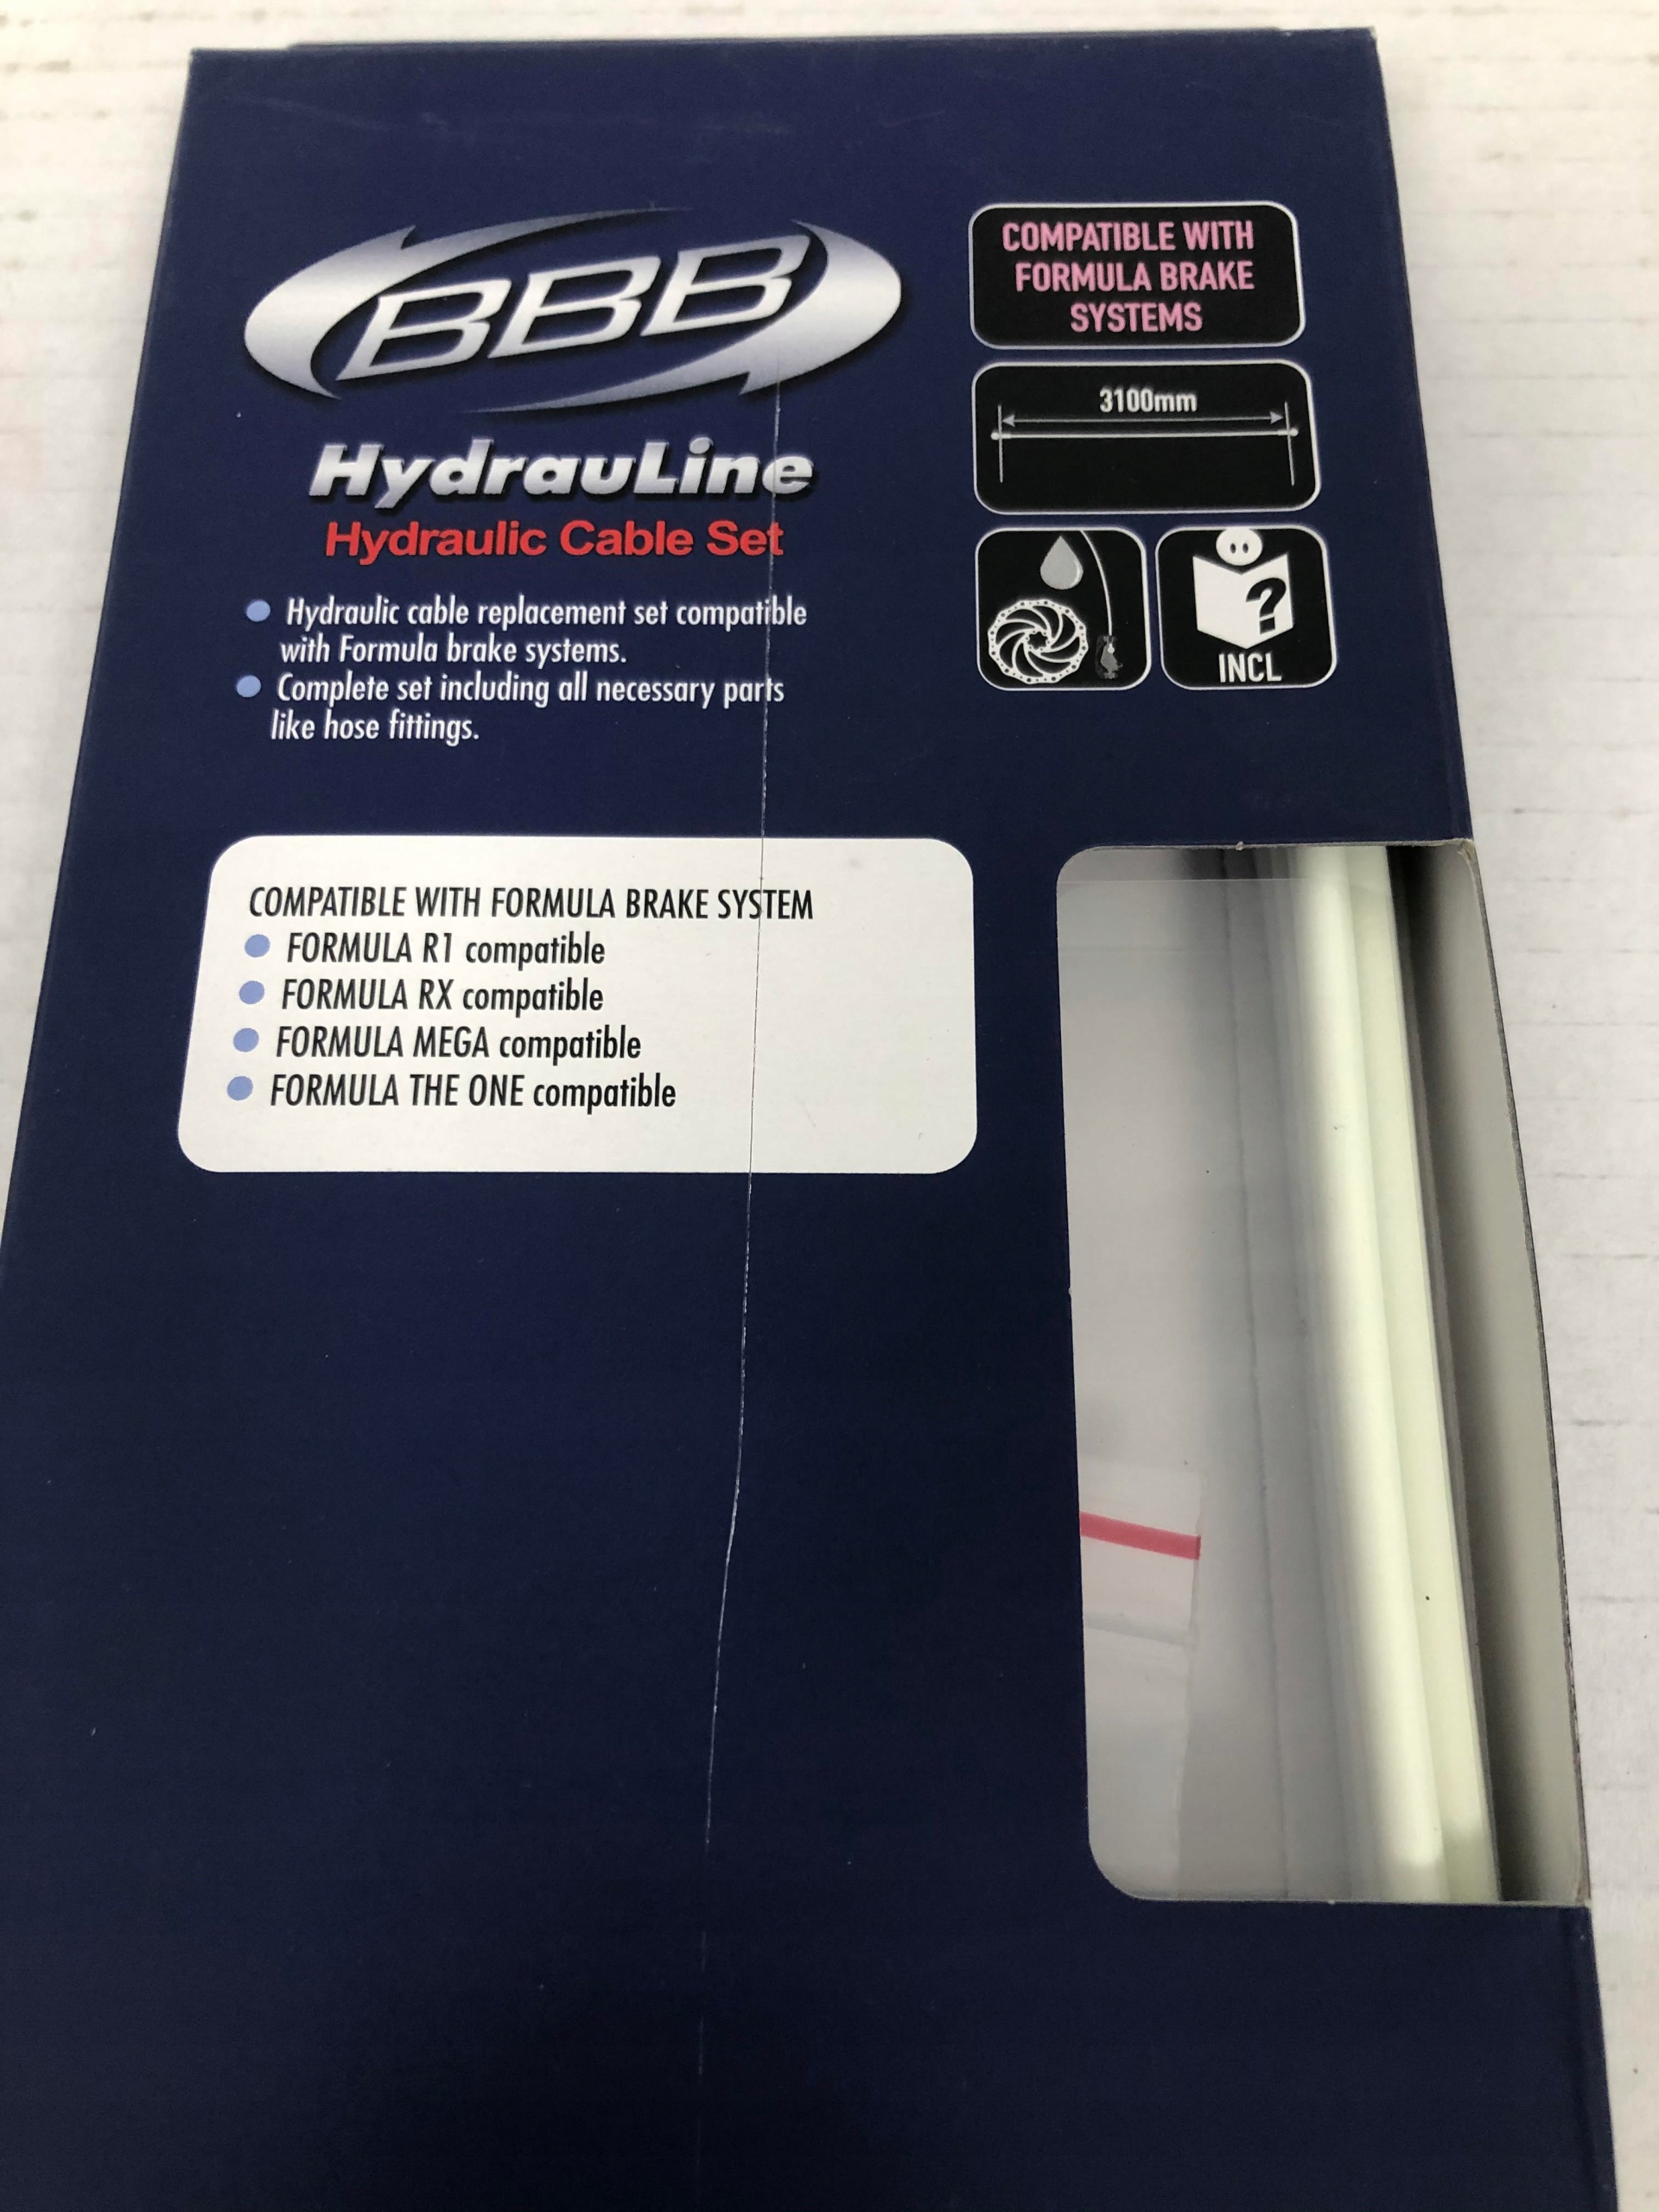 BBB
HydrauLine
Hydraulic Cable Set
Hydraulic cable replacement set compatible
with Formula brake systems.
Complete set including all necessary parts
like hose fittings.
COMPATIBLE WITH
FORMULA BRAKE
SYSTEMS
3100mm
?
INCL
COMPATIBLE WITH FORMULA BRAKE SYSTEM
FORMULA R1 compatible
FORMULA RX compatible
FORMULA MEGA compatible
FORMULA THE ONE compatible